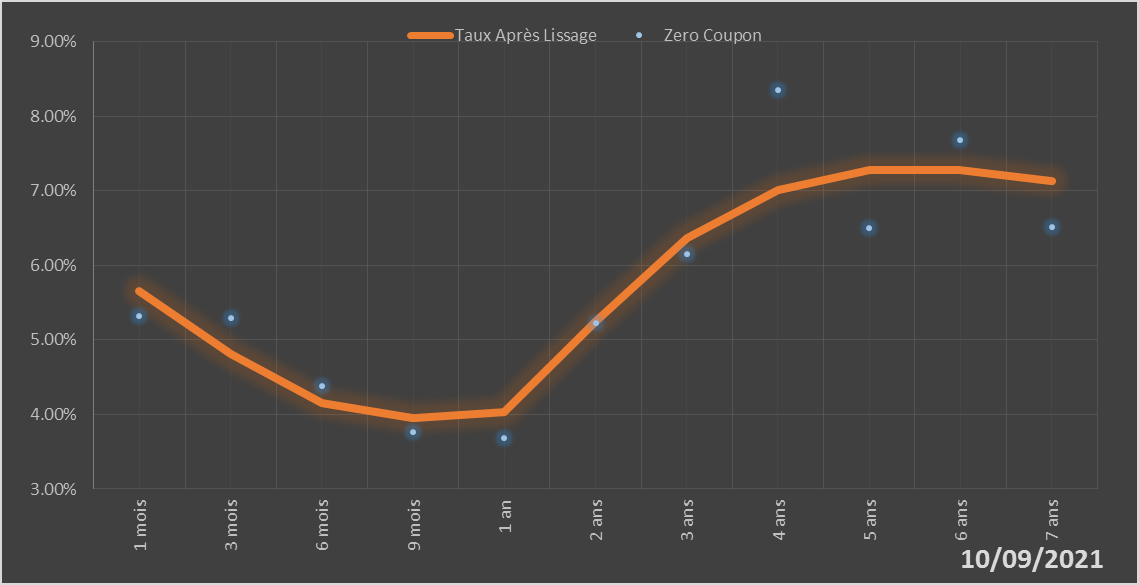 Taux Après Lissage Zero Coupon
9.00%
8.00%
7.00%
6.00%
5.00%
4.00%
3.00%
1 mois
3 mois
6 mois
9 mois
1 an
2 ans
3 ans
4 ans
5 ans
6 ans
7 ans
10/09/2021